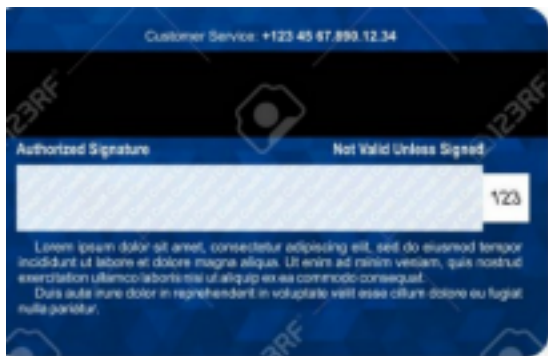 Customer Service: +123 45 67.890.12.34
123RF
123RF
Authorized Signature
Not Valid Unless Signed
123
Lorem ipsum dolor sit amet, consectetur adipiscing elit, sed do eiusmod tempor
incididunt ut labore et dolore magna aliqua. Ut enim ad minim veniam, quis nostrud
exercitation ullamco laboris nisi ut aliquip ex ea commodo consequat.
Duis aute irure dolor in reprehenderit in voluptate velit esse cillum dolore eu fugiat
nulla pariatur.
123RF